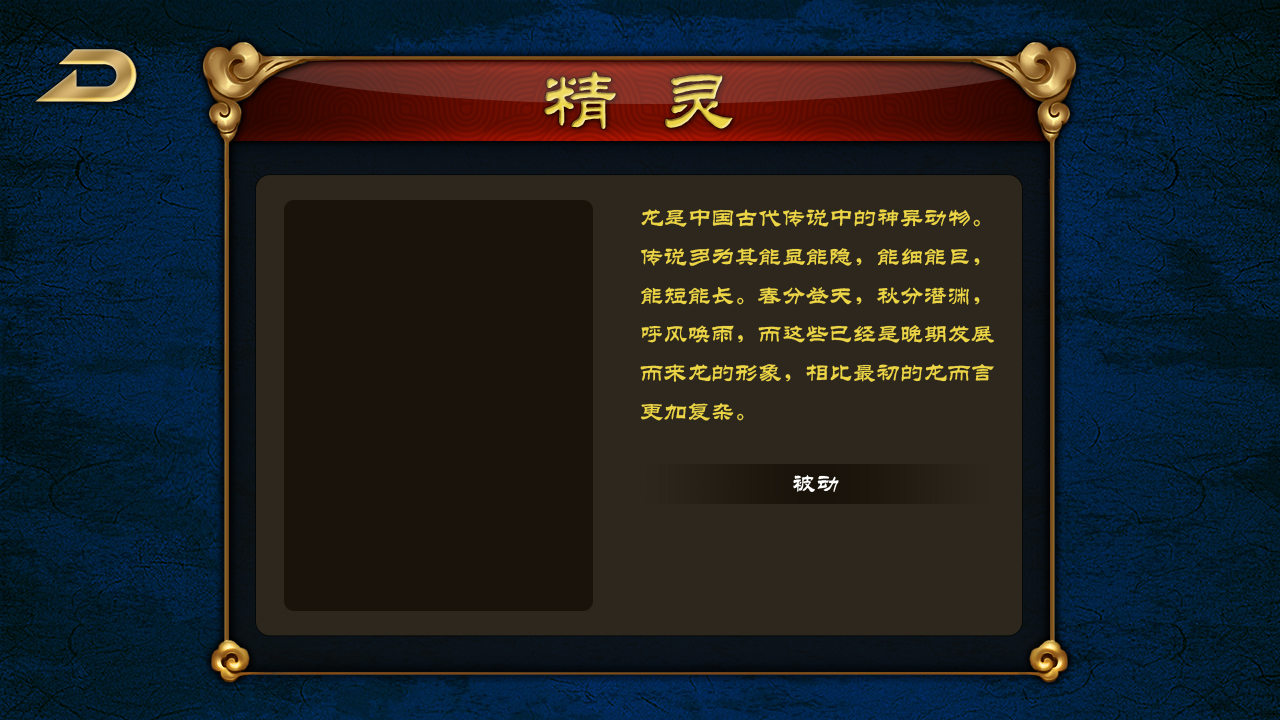 精灵
龙是中国古代传说中的神异动物。
传说多为其能显能隐，能细能巨，
能短能长。春分登天，秋分潜渊，
呼风唤雨，而这些已经是晚期发展
而来龙的形象，相比最初的龙而言
更加复杂。
被动